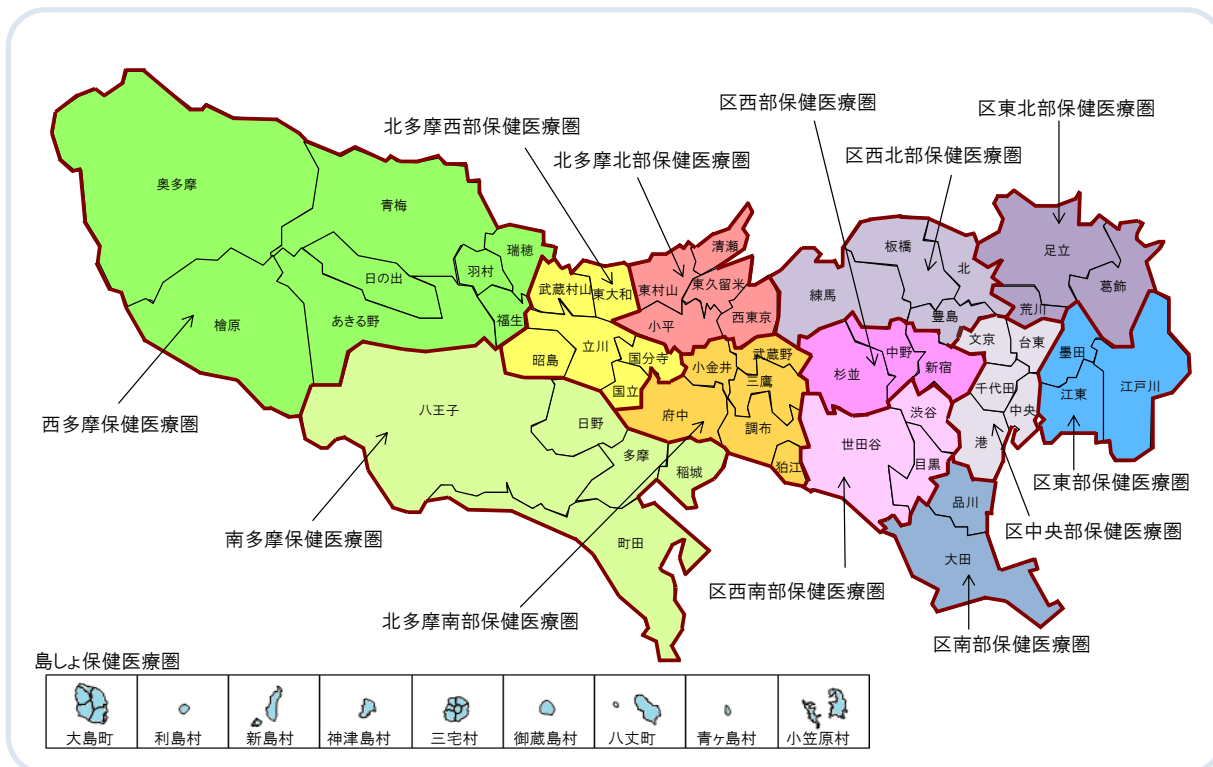 区西部保健医療圏
区東北部保健医療圏
北多摩西部保健医療圏
北多摩北部保健医療圏
区西北部保健医療圏
奥多摩
青梅
瑞穂
羽村
日の出
檜原
あきる野
福生
武蔵村山
東大和
東村山
清瀬
東久留米
小平
西東京
昭島
立川
国分寺
国立
小金井
武蔵野
三鷹
府中
調布
狛江
練馬
板橋
北
豊島
足立
葛飾
荒川
杉並
中野
新宿
文京
台東
千代田
中央
港
墨田
江東
江戸川
渋谷
世田谷
目黒
品川
大田
八王子
日野
多摩
稲城
町田
西多摩保健医療圏
南多摩保健医療圏
北多摩南部保健医療圏
区西南部保健医療圏
区東部保健医療圏
区中央部保健医療圏
区南部保健医療圏
島しょ保健医療圏
大島町
利島村
新島村
神津島村
三宅村
御蔵島村
八丈町
青ヶ島村
小笠原村